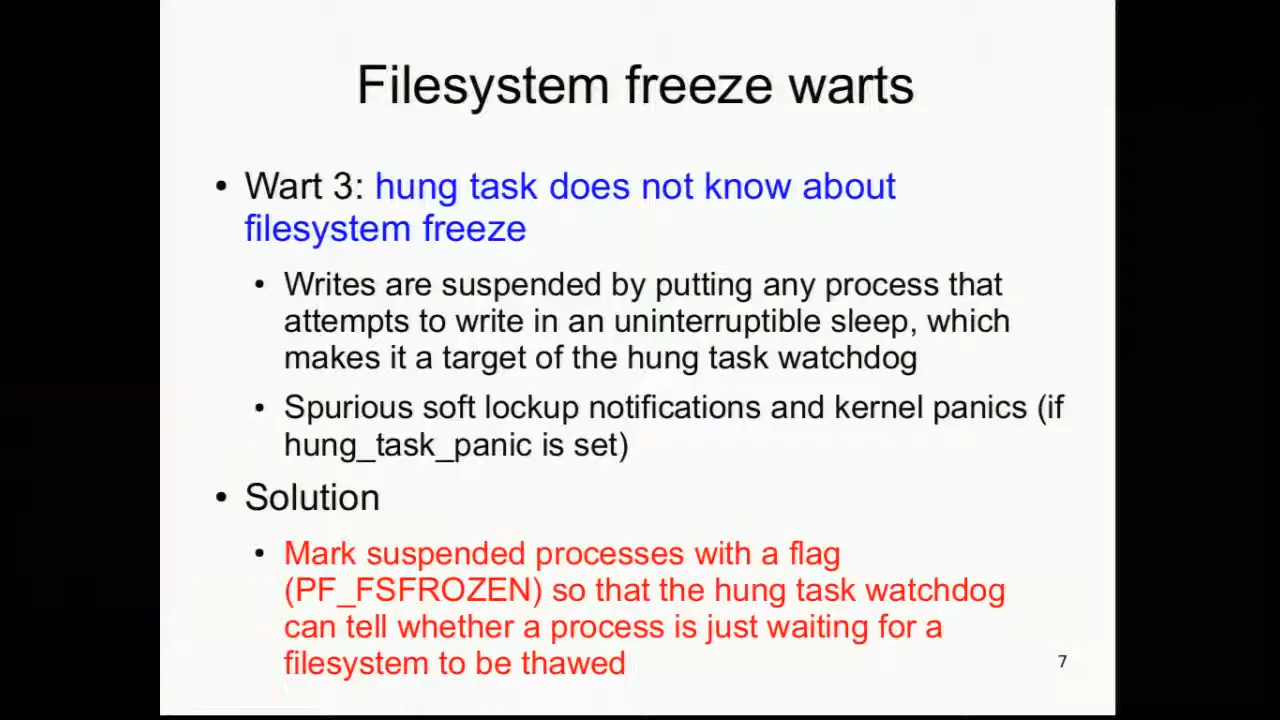 Filesystem freeze warts
• Wart 3: hung task does not know about
filesystem freeze
• Writes are suspended by putting any process that
attempts to write in an uninterruptible sleep, which
makes it a target of the hung task watchdog
• Spurious soft lockup notifications and kernel panics (if
hung_task_panic is set)
• Solution
• Mark suspended processes with a flag
(PF_FSFROZEN) so that the hung task watchdog
can tell whether a process is just waiting for a
filesystem to be thawed
7